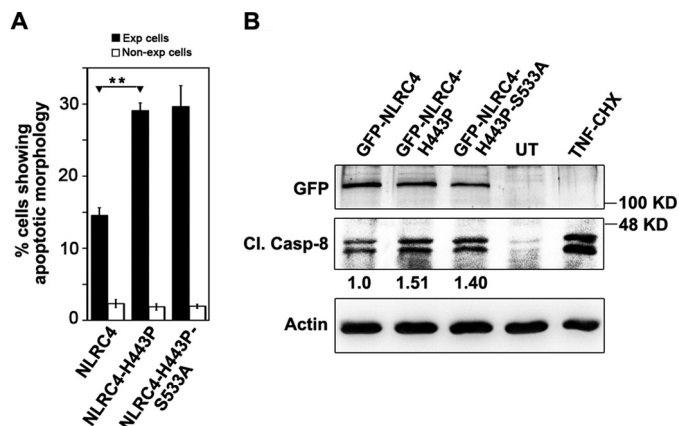 A
Exp cells
Non-exp cells
**
% cells showing
apoptotic morphology
30
20
10
0
NLRC4
NLRC4-H443P
NLRC4-H443P-
S533A
B
GFP-NLRC4
GFP-NLRC4-
H443P
GFP-NLRC4-
H443P-S533A
UT
TNF-CHX
GFP
100 KD
48 KD
Cl. Casp-8
1.0 1.51 1.40
Actin